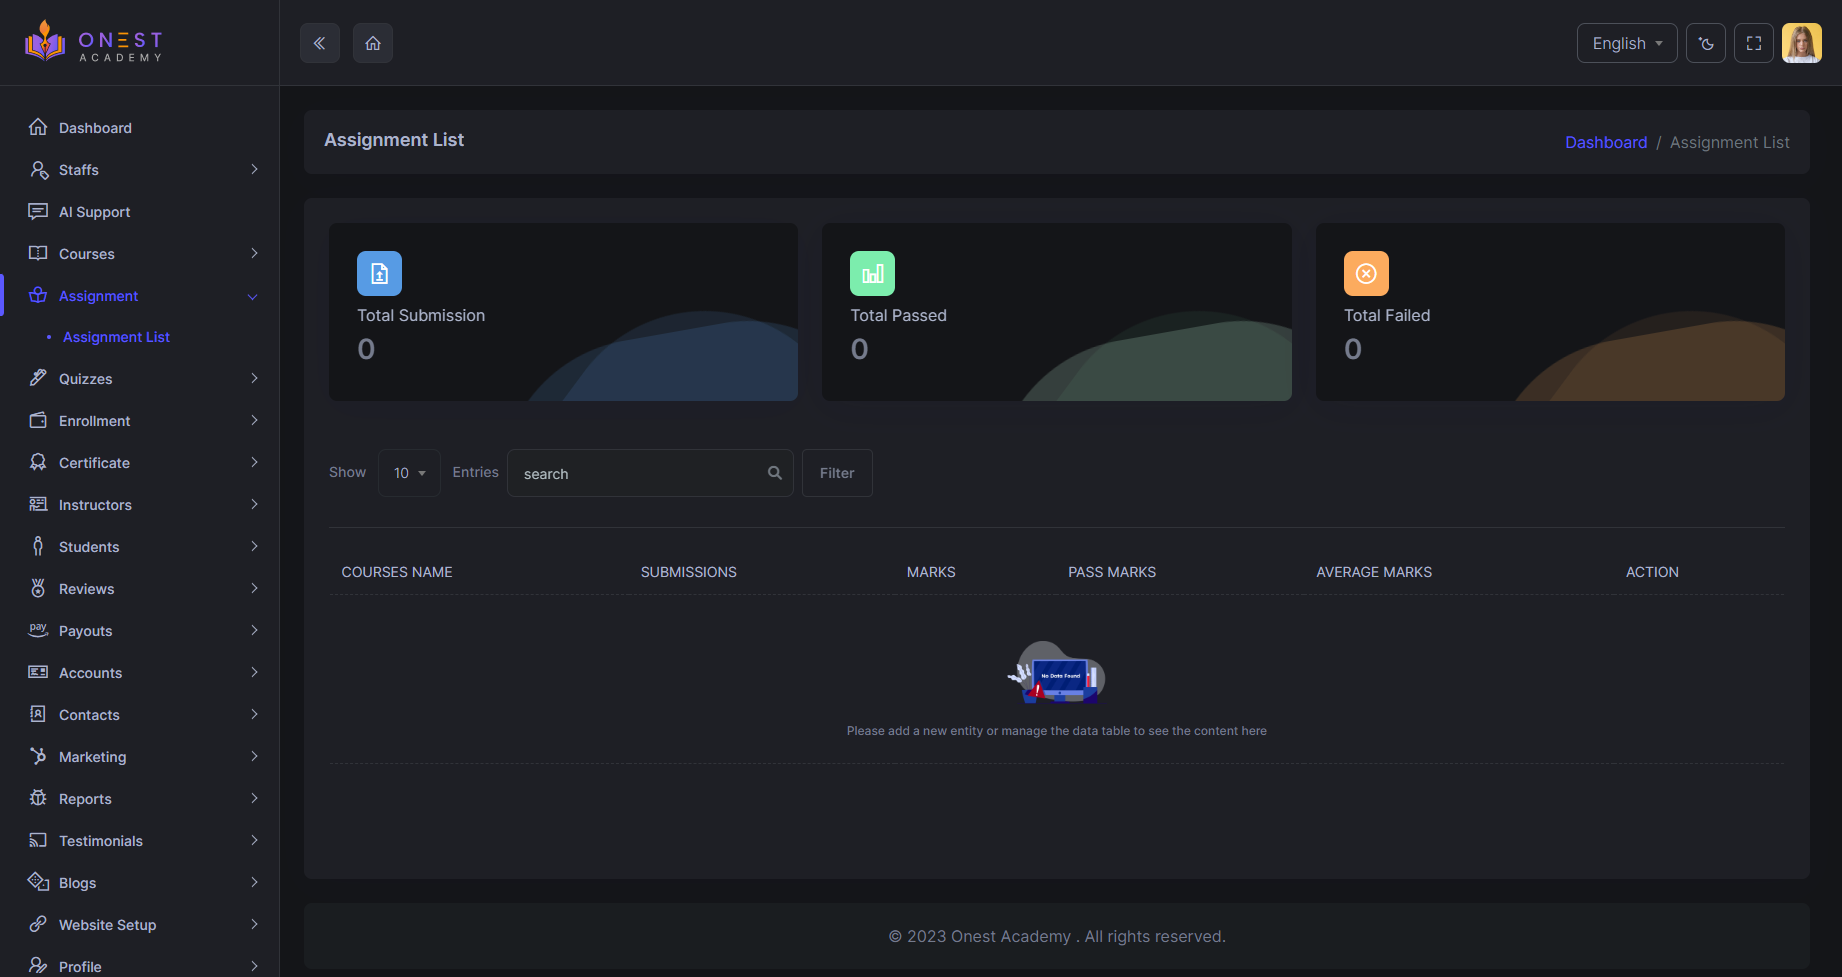 ONEST
ACADEMY
English
Dashboard
Staffs
AI Support
Courses
Assignment
Assignment List
Quizzes
Enrollment
Certificate
Instructors
Students
Reviews
pay
Payouts
Accounts
Contacts
Marketing
Reports
Testimonials
Blogs
Website Setup
Profile
Assignment List
Dashboard / Assignment List
Total Submission
0
Total Passed
0
Total Failed
0
Show 10 Entries search Filter
COURSES NAME SUBMISSIONS MARKS PASS MARKS AVERAGE MARKS ACTION
No Data Found
Please add a new entity or manage the data table to see the content here
© 2023 Onest Academy . All rights reserved.